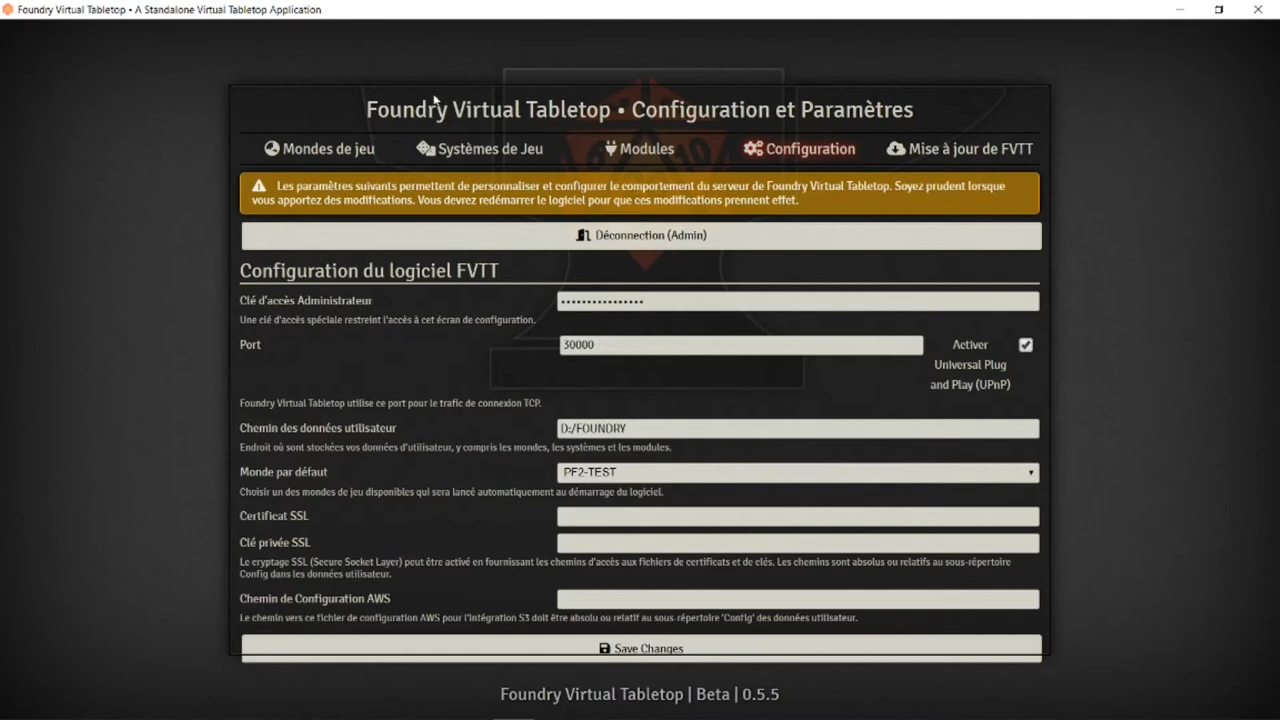 Foundry Virtual Tabletop • A Standalone Virtual Tabletop Application
Foundry Virtual Tabletop • Configuration et Paramètres
Mondes de jeu Systèmes de Jeu Modules Configuration Mise à jour de FVTT
Les paramètres suivants permettent de personnaliser et configurer le comportement du serveur de Foundry Virtual Tabletop. Soyez prudent lorsque
vous apportez des modifications. Vous devrez redémarrer le logiciel pour que ces modifications prennent effet.
Déconnection (Admin)
Configuration du logiciel FVTT
Clé d'accès Administrateur ••••••••••••••••
Une clé d'accès spéciale restreint l'accès à cet écran de configuration.
Port 30000 Activer
Universal Plug
and Play (UPnP)
Foundry Virtual Tabletop utilise ce port pour le trafic de connexion TCP.
Chemin des données utilisateur D:/FOUNDRY
Endroit où sont stockées vos données d'utilisateur, y compris les mondes, les systèmes et les modules.
Monde par défaut PF2-TEST
Choisir un des mondes de jeu disponibles qui sera lancé automatiquement au démarrage du logiciel.
Certificat SSL
Clé privée SSL
Le cryptage SSL (Secure Socket Layer) peut être activé en fournissant les chemins d'accès aux fichiers de certificats et de clés. Les chemins sont absolus ou relatifs au sous-répertoire
Config dans les données utilisateur.
Chemin de Configuration AWS
Le chemin vers ce fichier de configuration AWS pour l'intégration S3 doit être absolu ou relatif au sous-répertoire 'Config' des données utilisateur.
Save Changes
Foundry Virtual Tabletop | Beta | 0.5.5